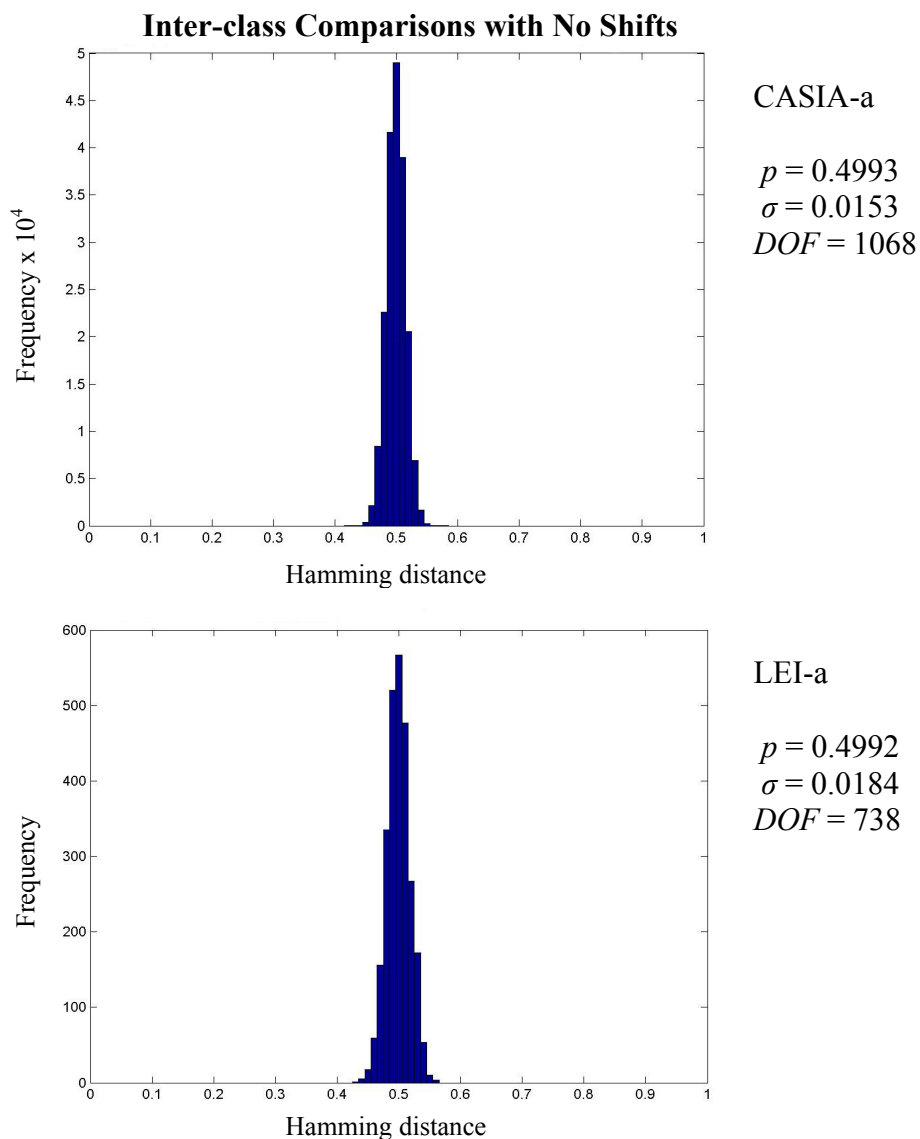 Inter-class Comparisons with No Shifts
5
4.5
4
3.5
3
2.5
2
1.5
1
0.5
0
Frequency x 10^4
0 0.1 0.2 0.3 0.4 0.5 0.6 0.7 0.8 0.9 1
Hamming distance
CASIA-a
p = 0.4993
σ = 0.0153
DOF = 1068
600
500
400
300
200
100
0
Frequency
0 0.1 0.2 0.3 0.4 0.5 0.6 0.7 0.8 0.9 1
Hamming distance
LEI-a
p = 0.4992
σ = 0.0184
DOF = 738